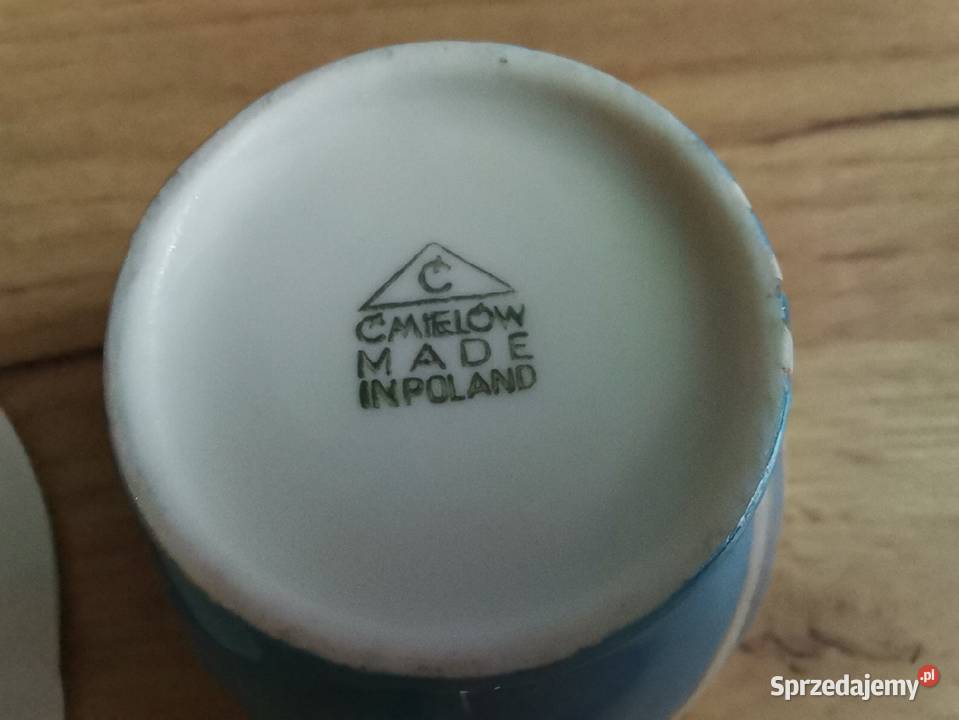 C
ĆMIELÓW
MADE
IN POLAND
Sprzedajemy.pl